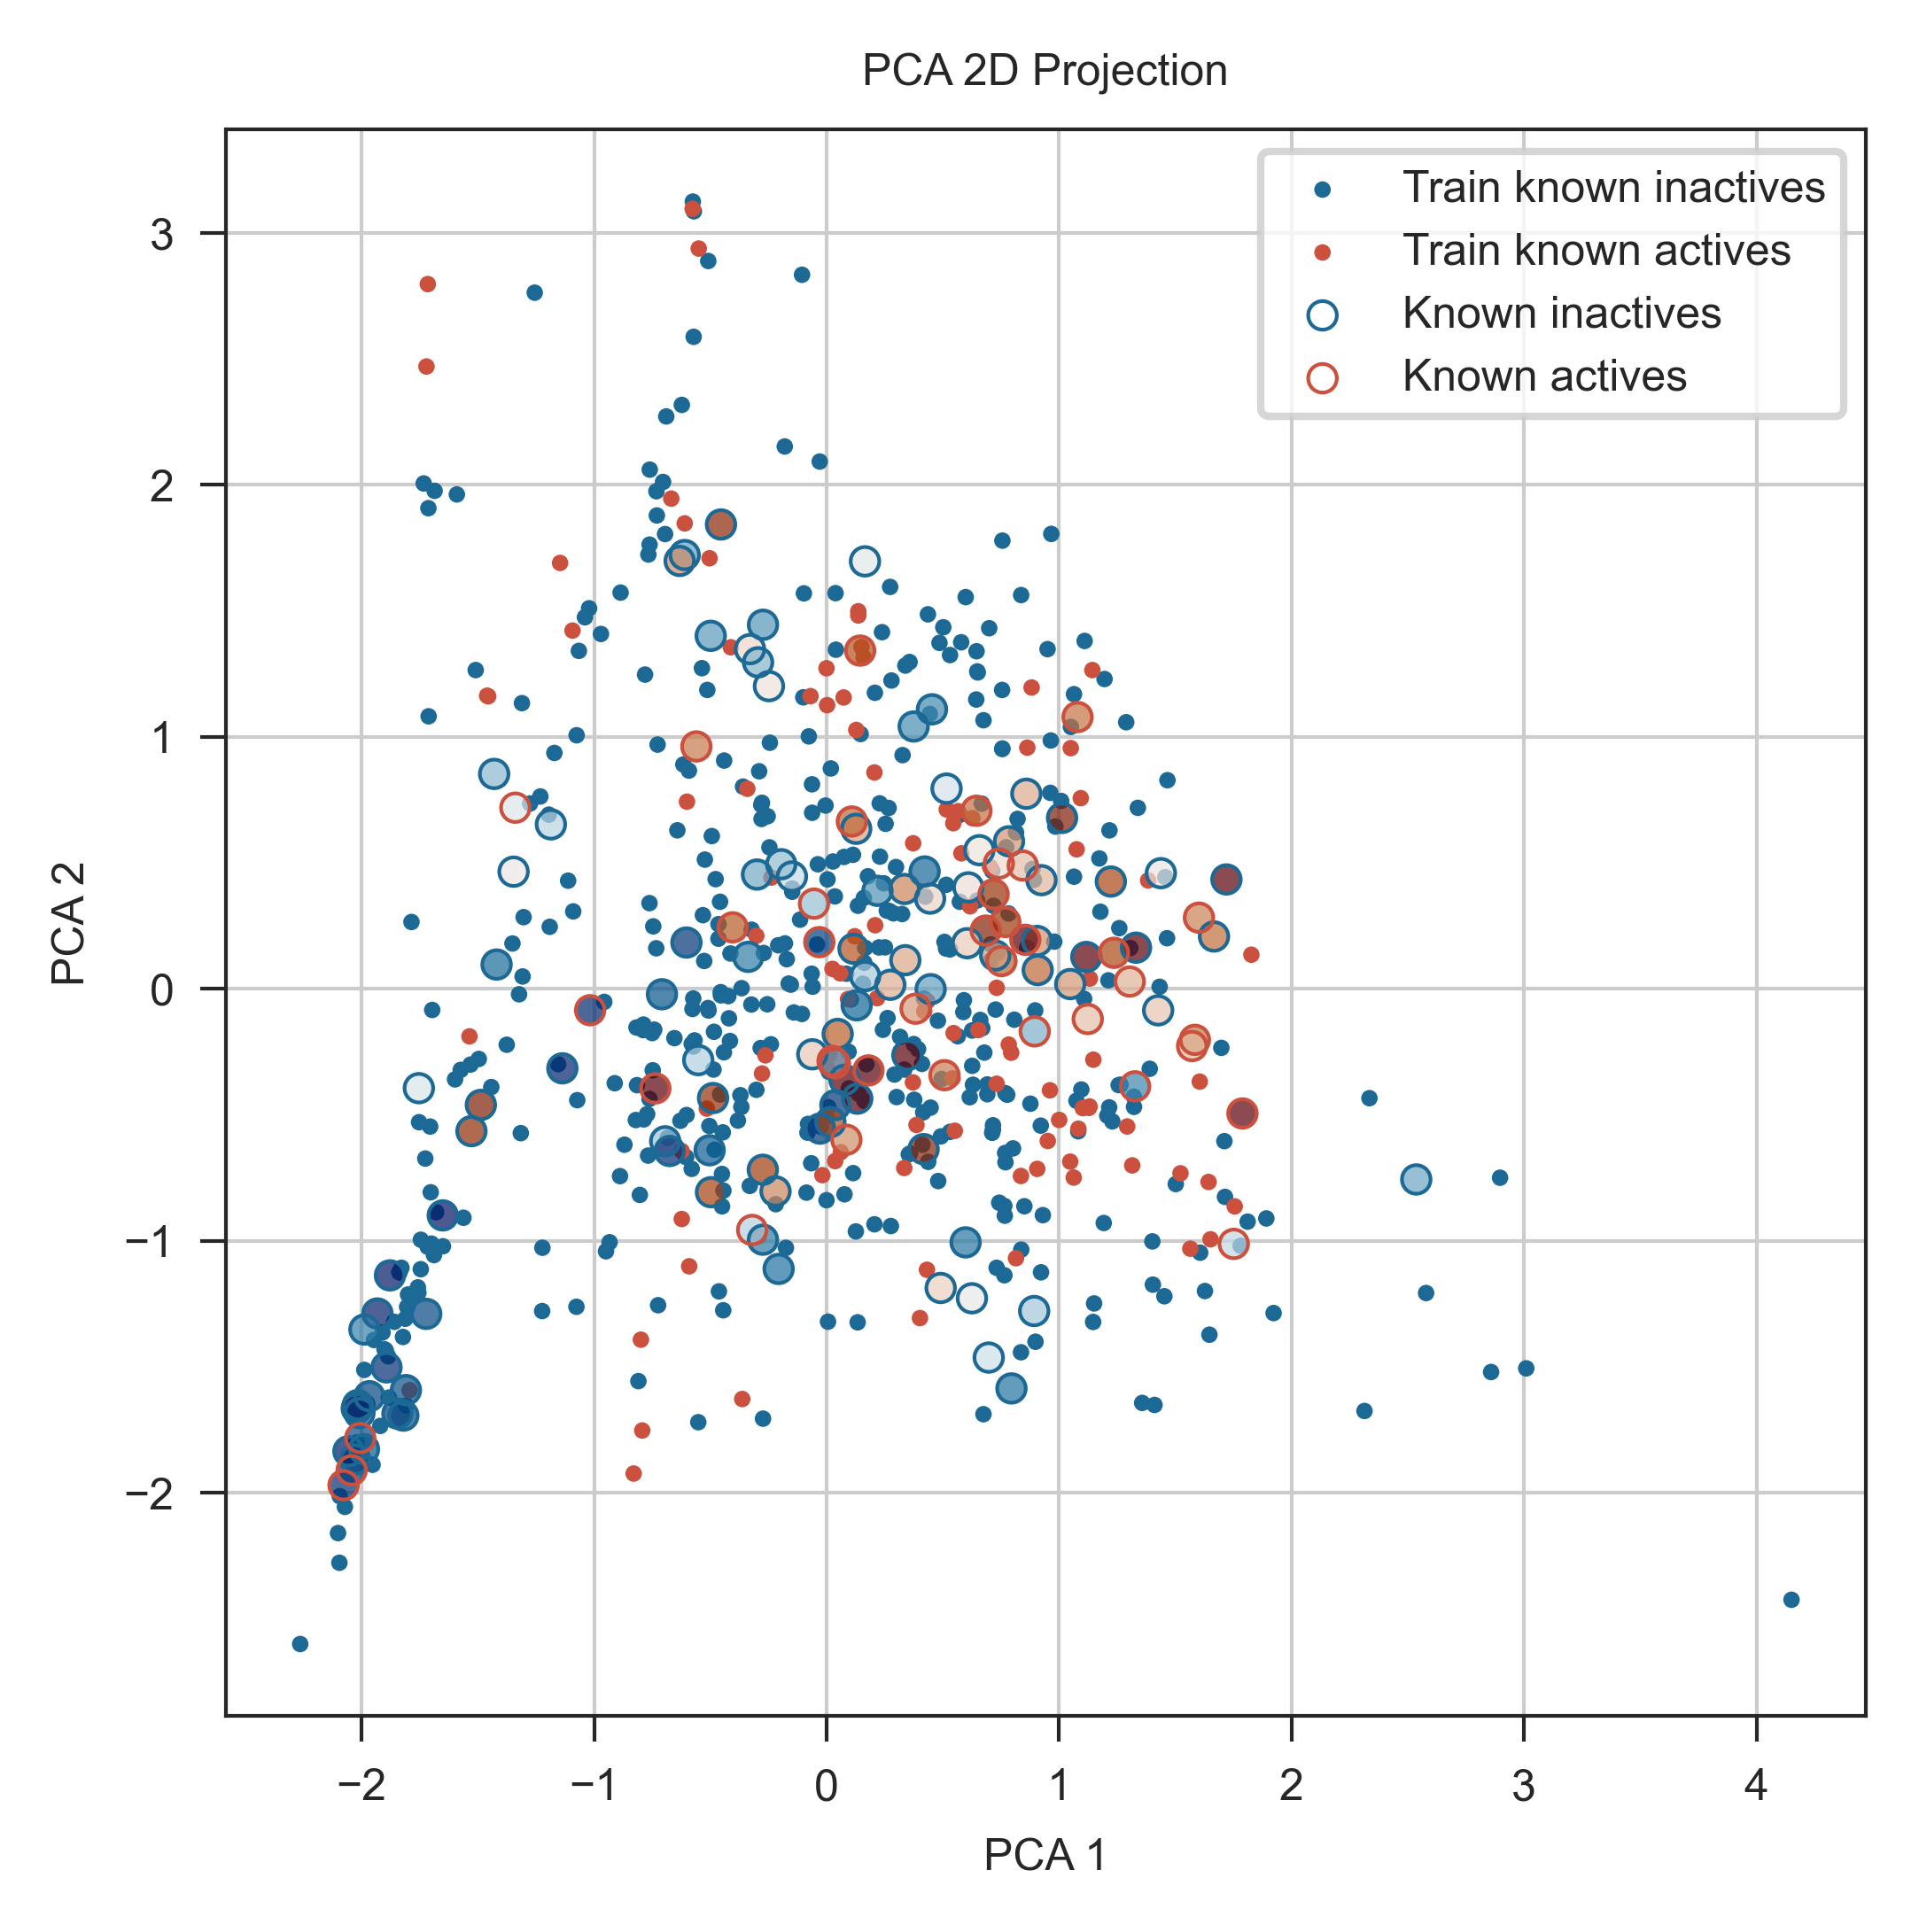 PCA 2D Projection
Train known inactives
Train known actives
Known inactives
Known actives
3
2
1
0
−1
−2
PCA 2
−2
−1
0
1
2
3
4
PCA 1